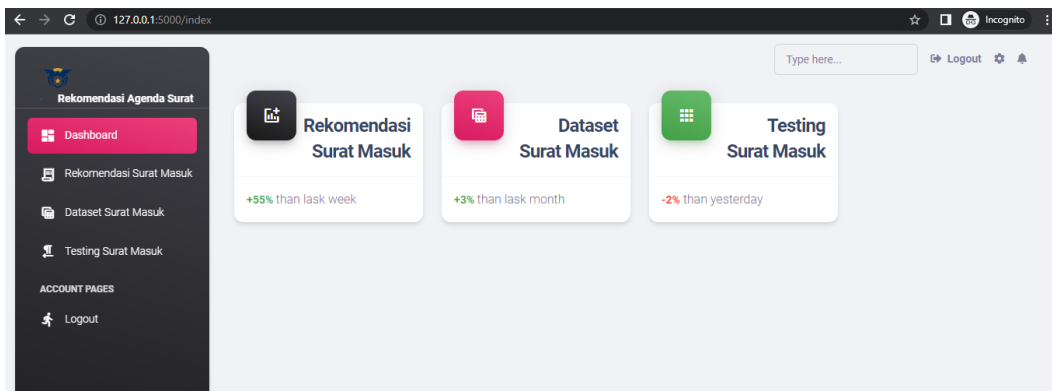 127.0.0.1:5000/index
Incognito
Type here...
Logout
Rekomendasi Agenda Surat
Dashboard
Rekomendasi Surat Masuk
Dataset Surat Masuk
Testing Surat Masuk
ACCOUNT PAGES
Logout
Rekomendasi
Surat Masuk
+55% than lask week
Dataset
Surat Masuk
+3% than lask month
Testing
Surat Masuk
-2% than yesterday